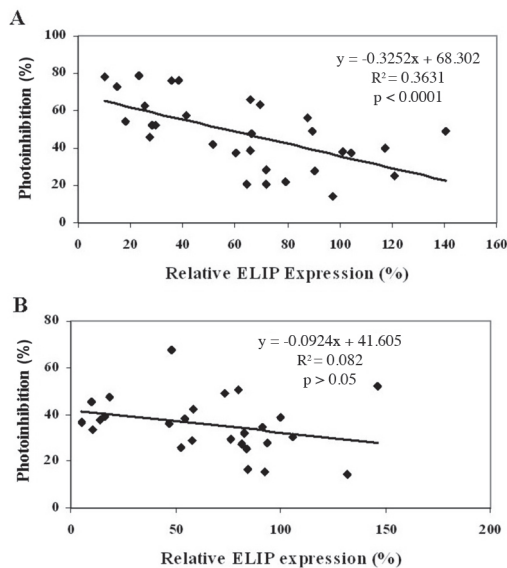 A
100
80
60
40
20
0
Photoinhibition (%)
y = -0.3252x + 68.302
R² = 0.3631
p < 0.0001
0 20 40 60 80 100 120 140 160
Relative ELIP Expression (%)
B
80
60
40
20
0
Photoinhibition (%)
y = -0.0924x + 41.605
R² = 0.082
p > 0.05
0 50 100 150 200
Relative ELIP expression (%)